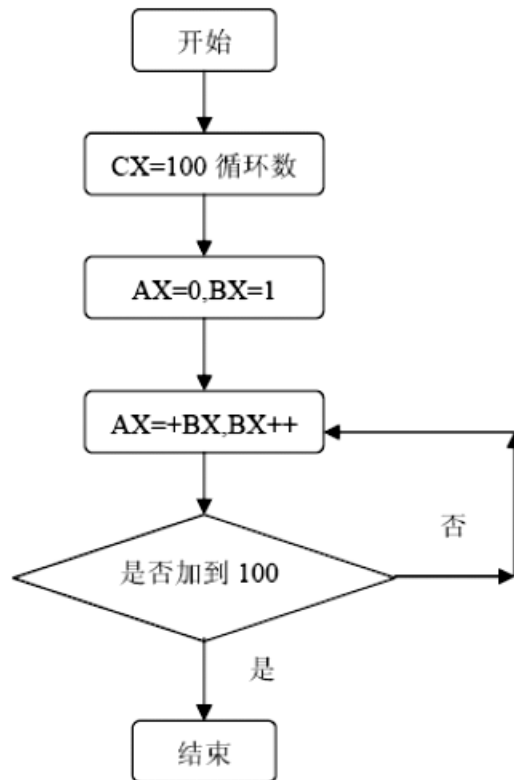 开始
CX=100 循环数
AX=0,BX=1
AX=+BX,BX++
否
是否加到 100
是
结束